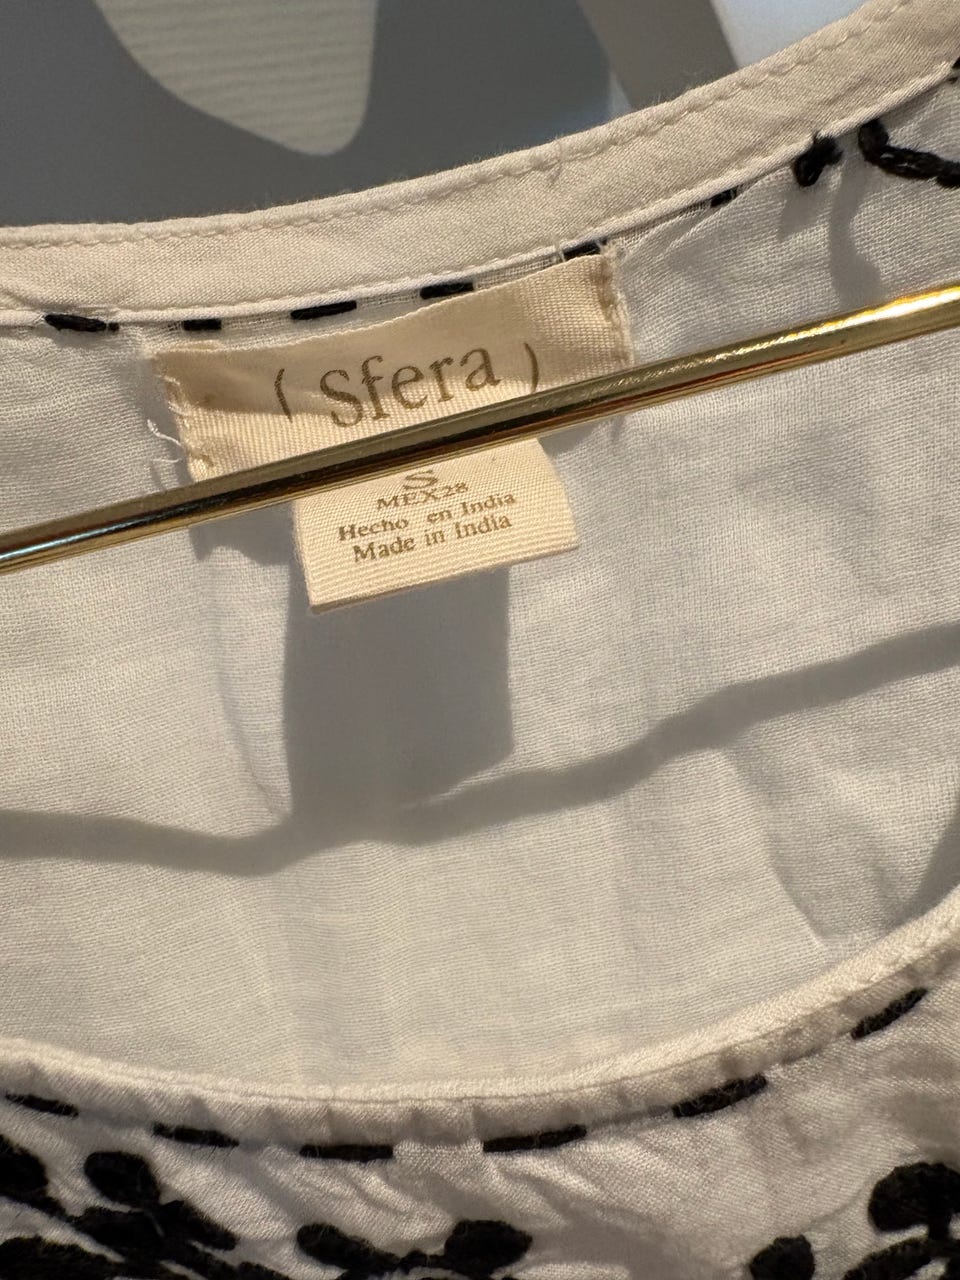 ( Sfera )
S
MEX28
Hecho en India
Made in India